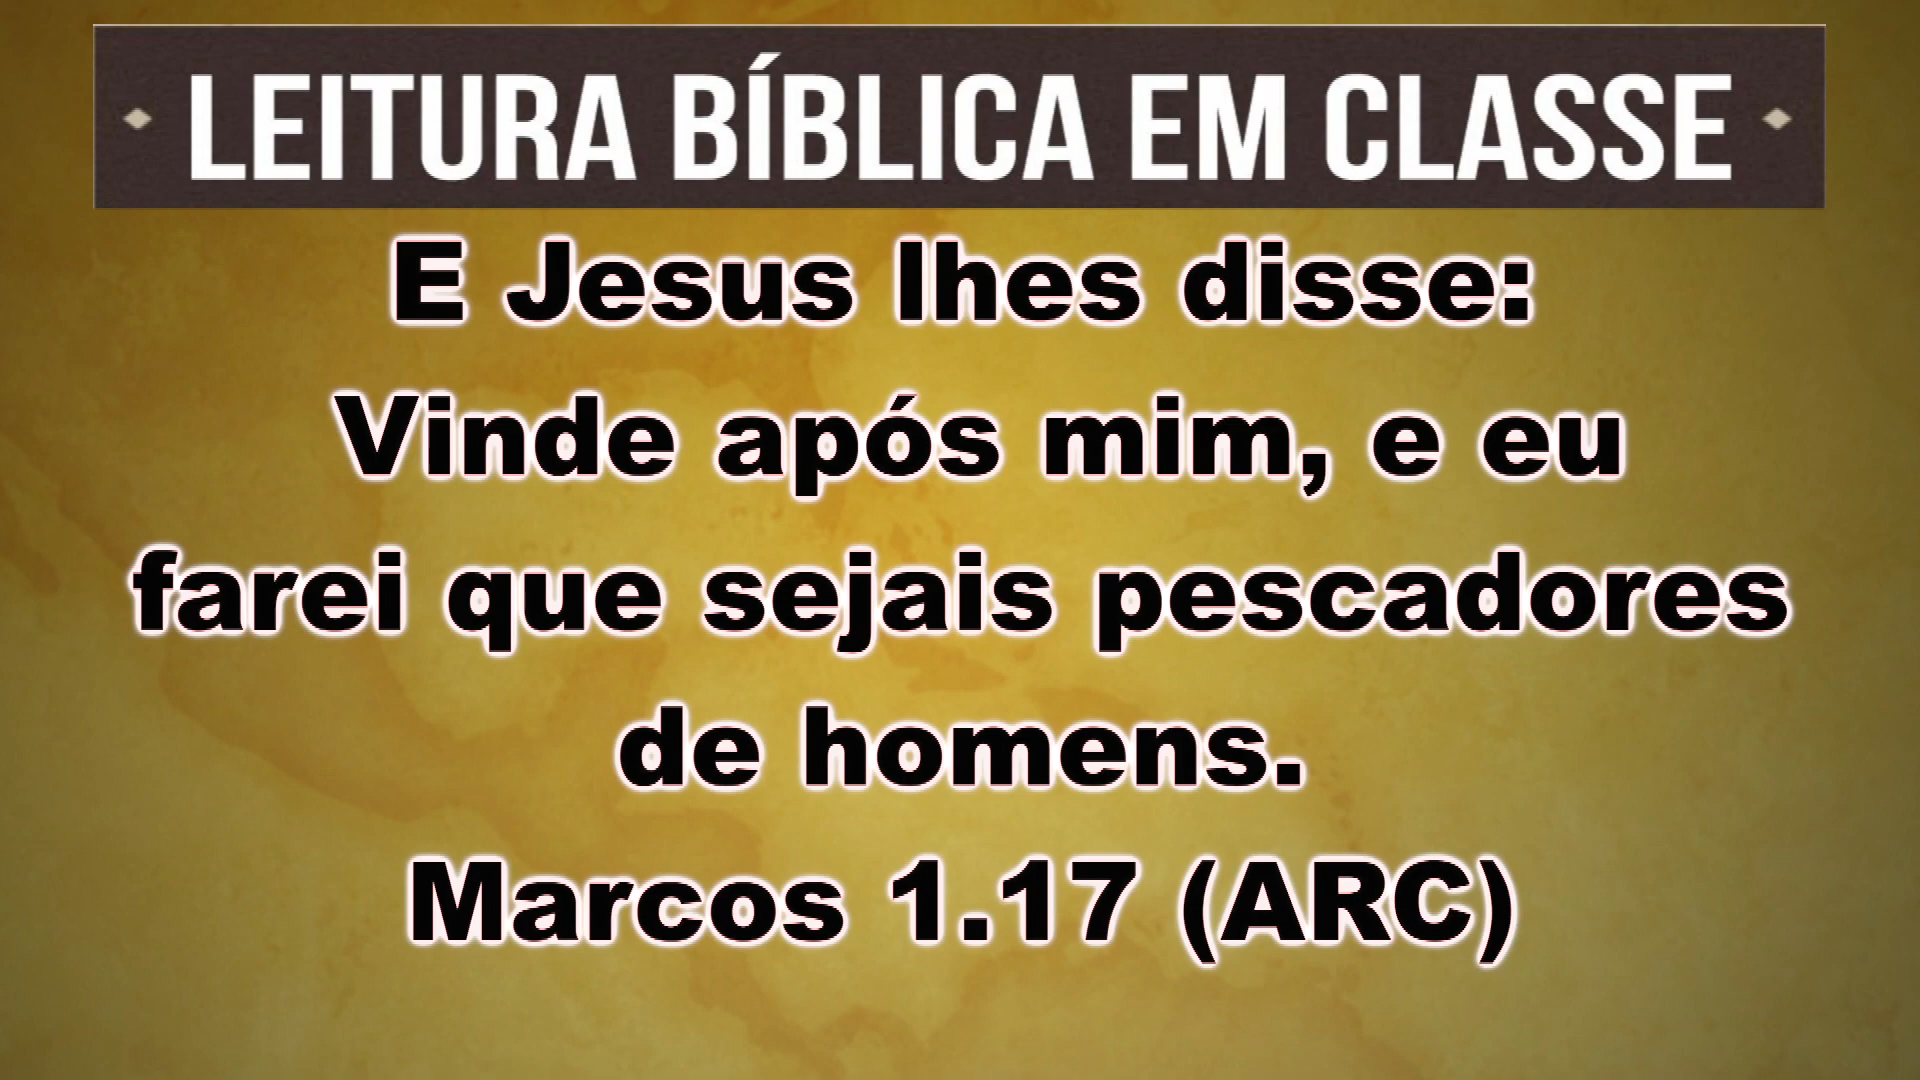 LEITURA BÍBLICA EM CLASSE
E Jesus lhes disse:
Vinde após mim, e eu
farei que sejais pescadores
de homens.
Marcos 1.17 (ARC)